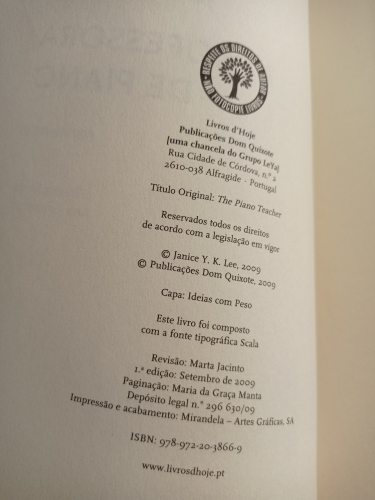 RESPEITE OS DIREITOS DE AUTOR
NÃO FOTOCOPIE LIVROS
Livros d'Hoje
Publicações Dom Quixote
[uma chancela do Grupo LeYa]
Rua Cidade de Córdova, n.º 2
2610-038 Alfragide · Portugal
Título Original: The Piano Teacher
Reservados todos os direitos
de acordo com a legislação em vigor
© Janice Y. K. Lee, 2009
© Publicações Dom Quixote, 2009
Capa: Ideias com Peso
Este livro foi composto
com a fonte tipográfica Scala
Revisão: Marta Jacinto
1.ª edição: Setembro de 2009
Paginação: Maria da Graça Manta
Depósito legal n.º 296 630/09
Impressão e acabamento: Mirandela – Artes Gráficas, SA
ISBN: 978-972-20-3866-9
www.livrosdhoje.pt